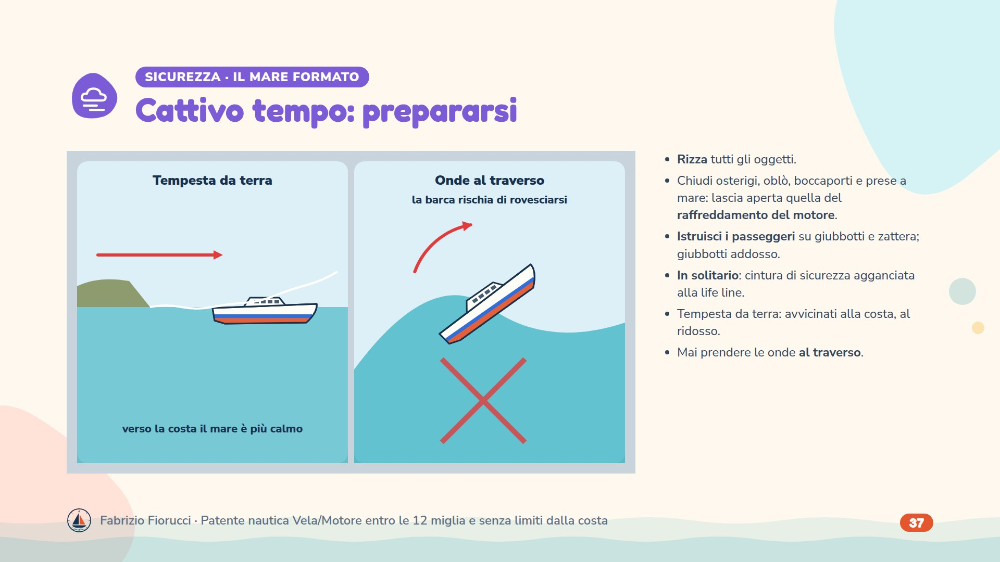 SICUREZZA · IL MARE FORMATO
Cattivo tempo: prepararsi
Tempesta da terra
verso la costa il mare è più calmo
Onde al traverso
la barca rischia di rovesciarsi
Rizza tutti gli oggetti.
Chiudi osterigi, oblò, boccaporti e prese a
mare: lascia aperta quella del
raffreddamento del motore.
Istruisci i passeggeri su giubbotti e zattera;
giubbotti addosso.
In solitario: cintura di sicurezza agganciata
alla life line.
Tempesta da terra: avvicinati alla costa, al
ridosso.
Mai prendere le onde al traverso.
Fabrizio Fiorucci · Patente nautica Vela/Motore entro le 12 miglia e senza limiti dalla costa
37